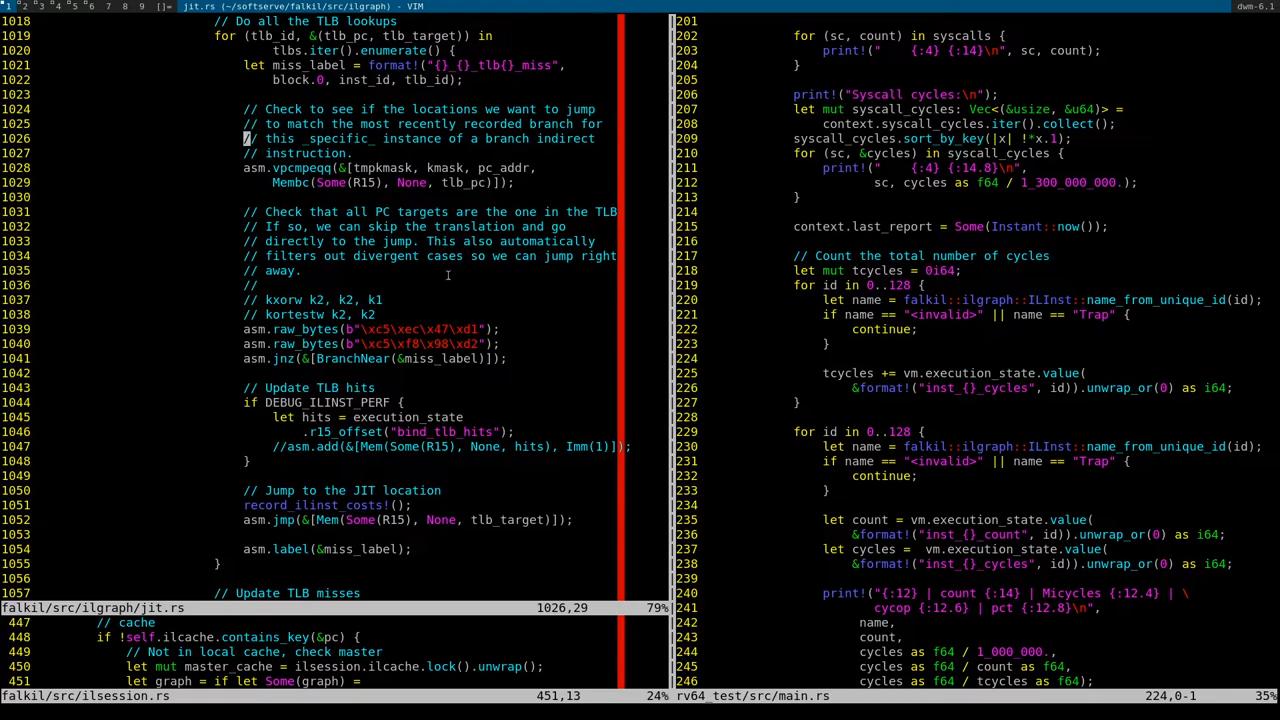 1 2 3 4 5 6 7 8 9 []= jit.rs (~/softserve/falkil/src/ilgraph) - VIM dwm-6.1
1018 // Do all the TLB lookups
1019 for (tlb_id, &(tlb_pc, tlb_target)) in
1020 tlbs.iter().enumerate() {
1021 let miss_label = format!("{}_{}_tlb{}_miss",
1022 block.0, inst_id, tlb_id);
1023
1024 // Check to see if the locations we want to jump
1025 // to match the most recently recorded branch for
1026 // this _specific_ instance of a branch indirect
1027 // instruction.
1028 asm.vpcmpeqq(&[tmpkmask, kmask, pc_addr,
1029 Membc(Some(R15), None, tlb_pc)]);
1030
1031 // Check that all PC targets are the one in the TLB
1032 // If so, we can skip the translation and go
1033 // directly to the jump. This also automatically
1034 // filters out divergent cases so we can jump right
1035 // away.
1036 //
1037 // kxorw k2, k2, k1
1038 // kortestw k2, k2
1039 asm.raw_bytes(b"\xc5\xec\x47\xd1");
1040 asm.raw_bytes(b"\xc5\xf8\x98\xd2");
1041 asm.jnz(&[BranchNear(&miss_label)]);
1042
1043 // Update TLB hits
1044 if DEBUG_ILINST_PERF {
1045 let hits = execution_state
1046 .r15_offset("bind_tlb_hits");
1047 //asm.add(&[Mem(Some(R15), None, hits), Imm(1)]);
1048 }
1049
1050 // Jump to the JIT location
1051 record_ilinst_costs!();
1052 asm.jmp(&[Mem(Some(R15), None, tlb_target)]);
1053
1054 asm.label(&miss_label);
1055 }
1056
1057 // Update TLB misses
falkil/src/ilgraph/jit.rs 1026,29 79%
447 // cache
448 if !self.ilcache.contains_key(&pc) {
449 // Not in local cache, check master
450 let mut master_cache = ilsession.ilcache.lock().unwrap();
451 let graph = if let Some(graph) =
falkil/src/ilsession.rs 451,13 24%
201
202 for (sc, count) in syscalls {
203 print!("    {:4} {:14}\n", sc, count);
204 }
205
206 print!("Syscall cycles:\n");
207 let mut syscall_cycles: Vec<(&usize, &u64)> =
208 context.syscall_cycles.iter().collect();
209 syscall_cycles.sort_by_key(|x| !*x.1);
210 for (sc, &cycles) in syscall_cycles {
211 print!("    {:4} {:14.8}\n",
212 sc, cycles as f64 / 1_300_000_000.);
213 }
214
215 context.last_report = Some(Instant::now());
216
217 // Count the total number of cycles
218 let mut tcycles = 0i64;
219 for id in 0..128 {
220 let name = falkil::ilgraph::ILInst::name_from_unique_id(id);
221 if name == "<invalid>" || name == "Trap" {
222 continue;
223 }
224
225 tcycles += vm.execution_state.value(
226 &format!("inst_{}_cycles", id)).unwrap_or(0) as i64;
227 }
228
229 for id in 0..128 {
230 let name = falkil::ilgraph::ILInst::name_from_unique_id(id);
231 if name == "<invalid>" || name == "Trap" {
232 continue;
233 }
234
235 let count = vm.execution_state.value(
236 &format!("inst_{}_count", id)).unwrap_or(0) as i64;
237 let cycles =  vm.execution_state.value(
238 &format!("inst_{}_cycles", id)).unwrap_or(0) as i64;
239
240 print!("{:12} | count {:14} | Micycles {:12.4} | \
241 cycop {:12.6} | pct {:12.8}\n",
242 name,
243 count,
244 cycles as f64 / 1_000_000.,
245 cycles as f64 / count as f64,
246 cycles as f64 / tcycles as f64);
rv64_test/src/main.rs 224,0-1 35%